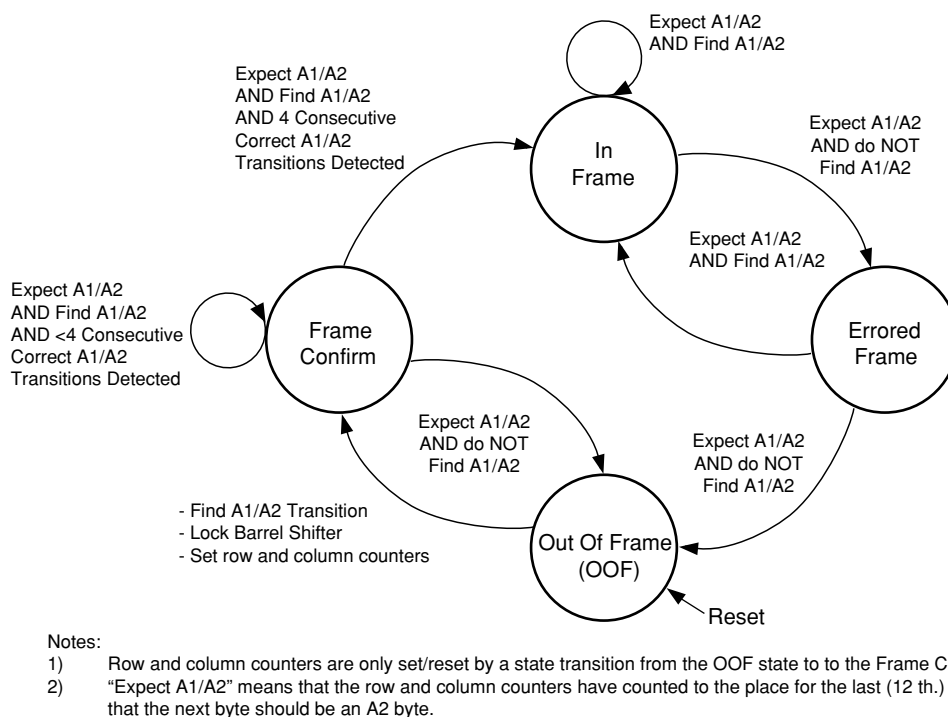 Expect A1/A2
AND Find A1/A2
Expect A1/A2
AND Find A1/A2
AND 4 Consecutive
Correct A1/A2
Transitions Detected
In
Frame
Expect A1/A2
AND do NOT
Find A1/A2
Expect A1/A2
AND Find A1/A2
Expect A1/A2
AND Find A1/A2
AND <4 Consecutive
Correct A1/A2
Transitions Detected
Frame
Confirm
Errored
Frame
Expect A1/A2
AND do NOT
Find A1/A2
Expect A1/A2
AND do NOT
Find A1/A2
- Find A1/A2 Transition
- Lock Barrel Shifter
- Set row and column counters
Out Of Frame
(OOF)
Reset
Notes:
1) Row and column counters are only set/reset by a state transition from the OOF state to to the Frame C
2) “Expect A1/A2” means that the row and column counters have counted to the place for the last (12 th.)
that the next byte should be an A2 byte.